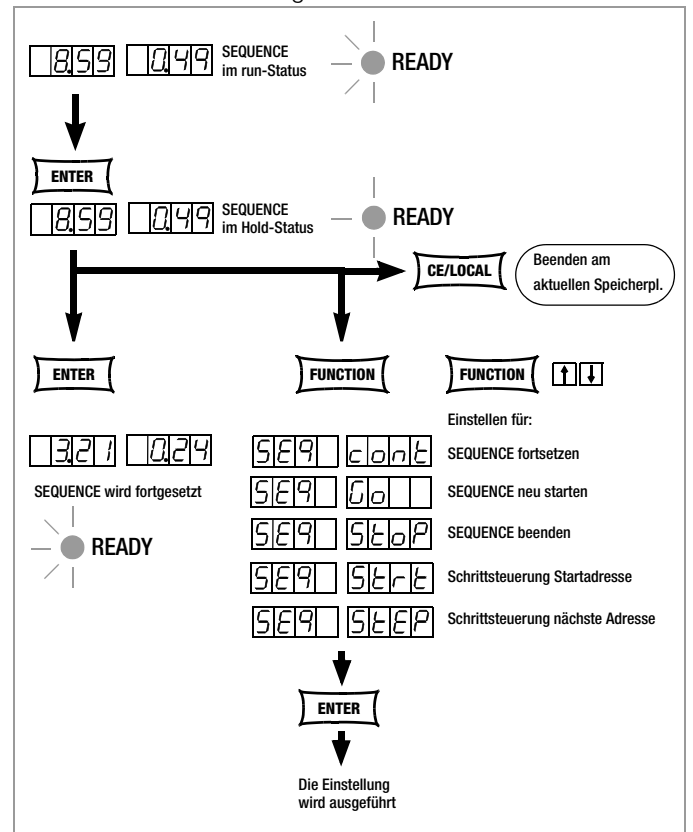 8.59 0.49 SEQUENCE
im run-Status
READY
ENTER
8.59 0.49 SEQUENCE
im Hold-Status
READY
CE/LOCAL
Beenden am
aktuellen Speicherpl.
ENTER
FUNCTION
FUNCTION
Einstellen für:
3.21 0.24
SEQUENCE wird fortgesetzt
READY
SEq cont SEQUENCE fortsetzen
SEq Go SEQUENCE neu starten
SEq StoP SEQUENCE beenden
SEq Strt Schrittsteuerung Startadresse
SEq StEP Schrittsteuerung nächste Adresse
ENTER
Die Einstellung
wird ausgeführt